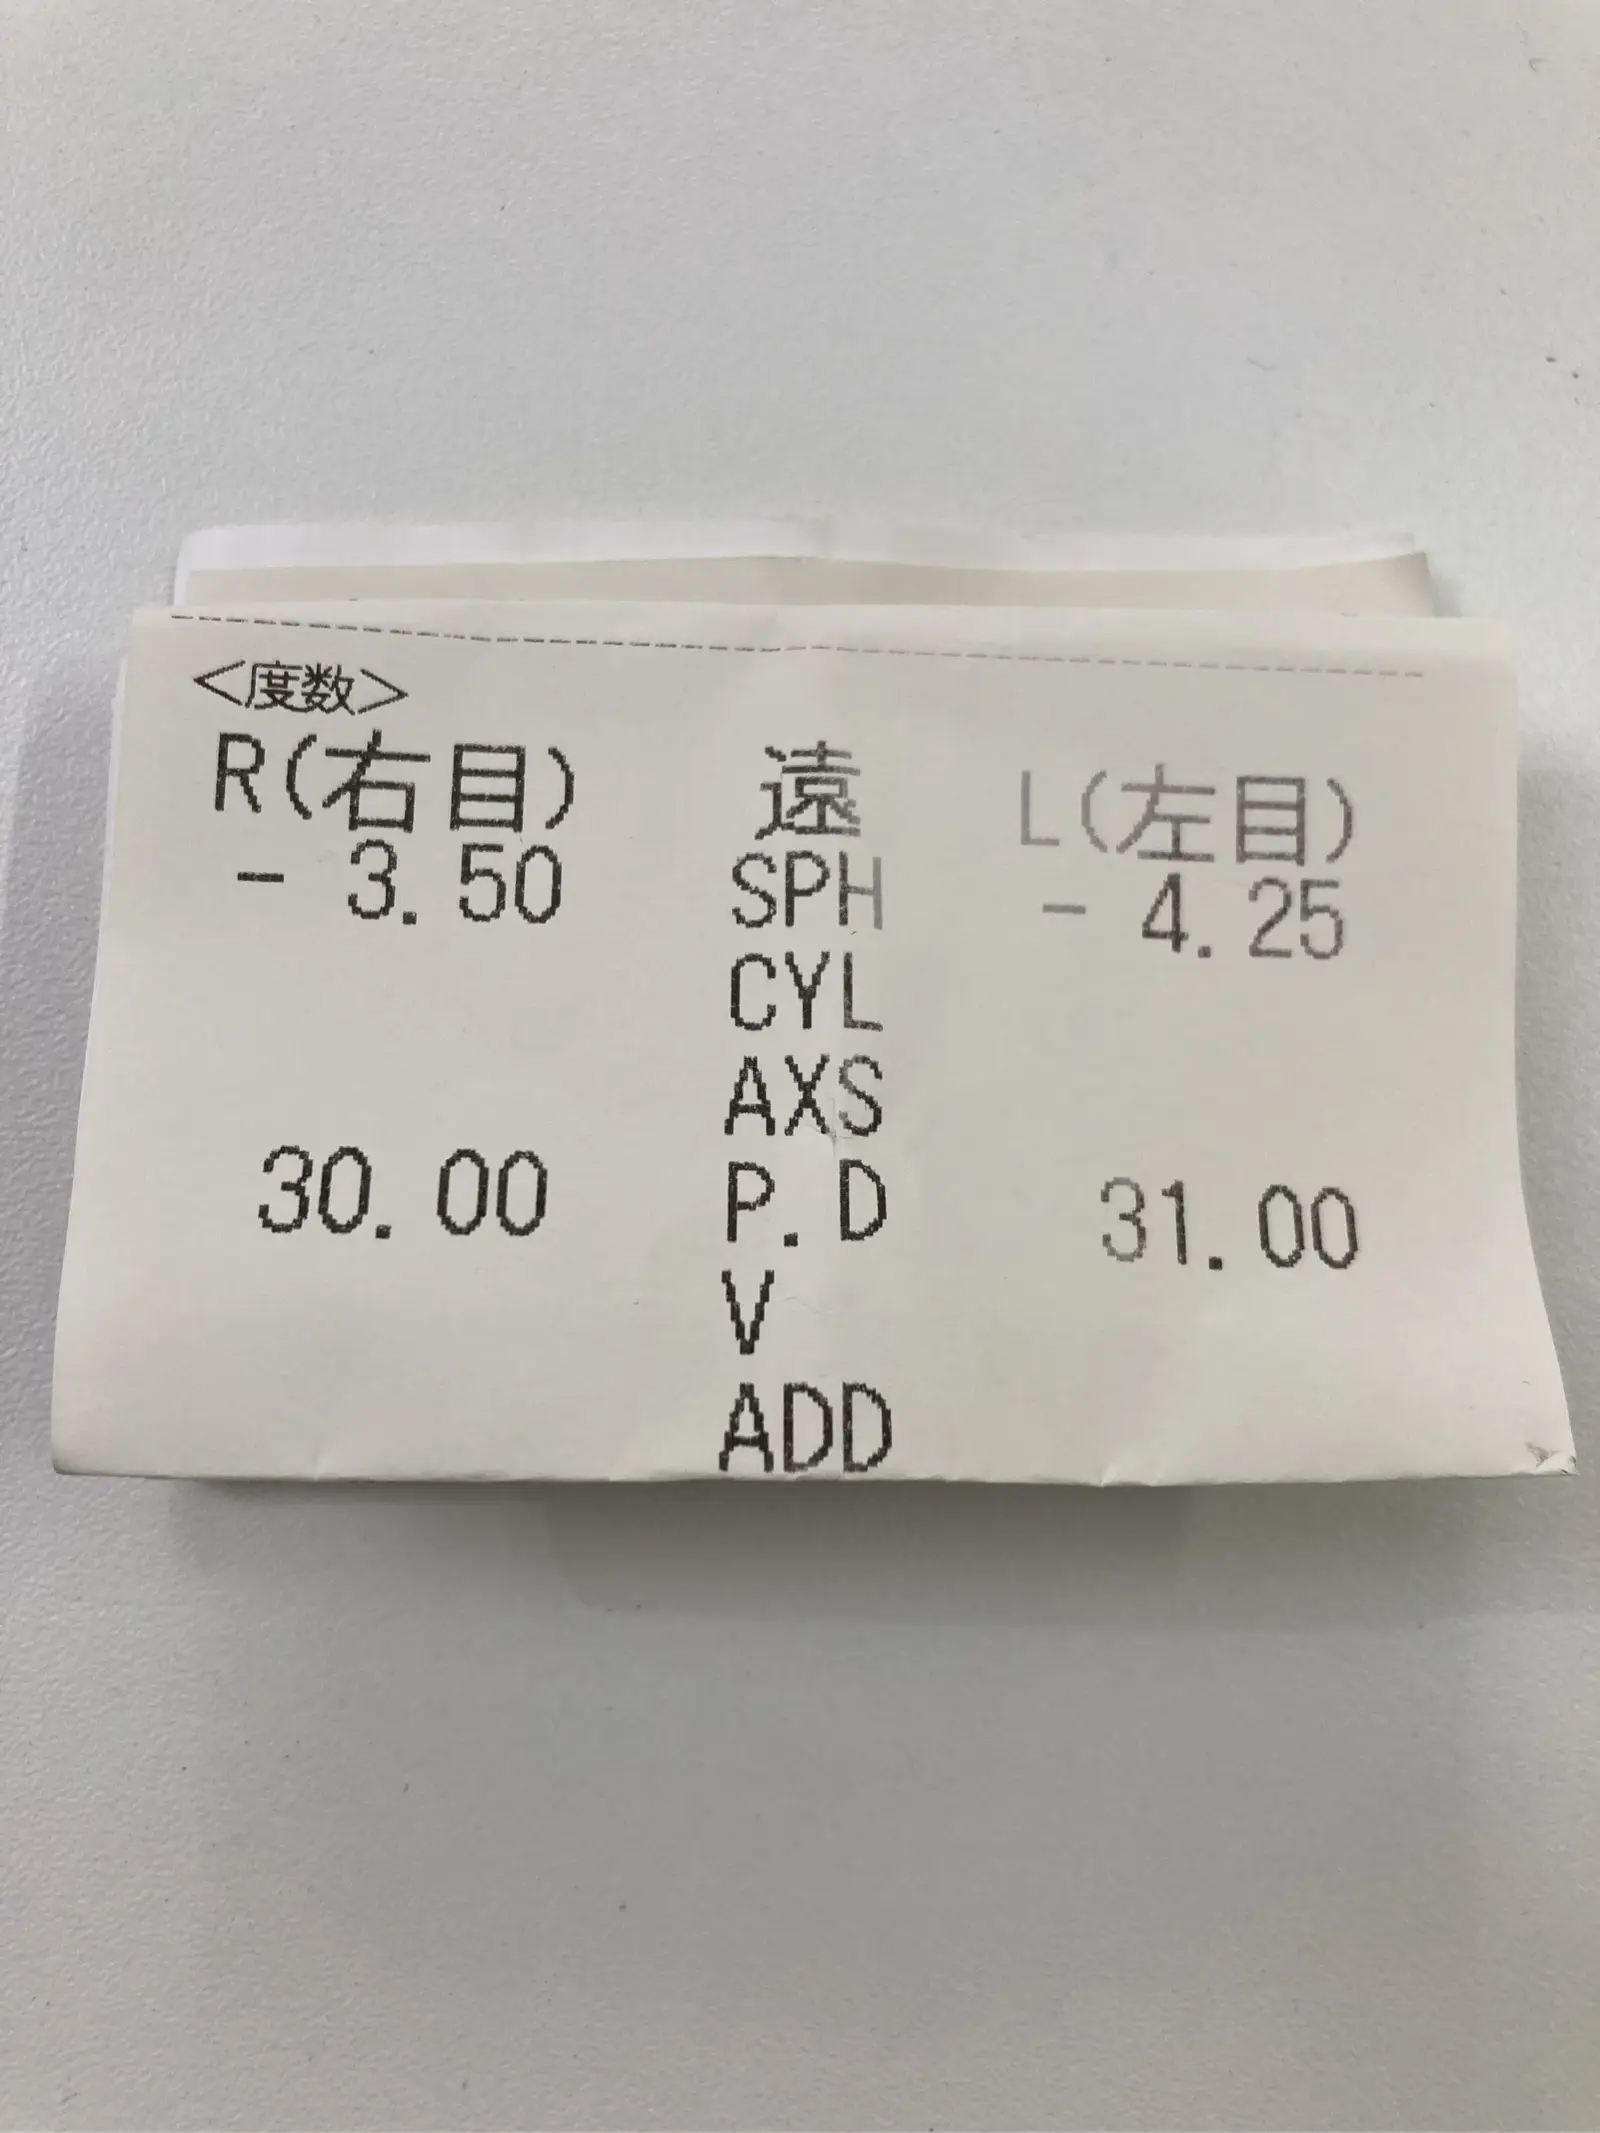 <度数>
R(右目) 遠 L(左目)
- 3.50 SPH - 4.25
CYL
AXS
30.00 P.D 31.00
V
ADD